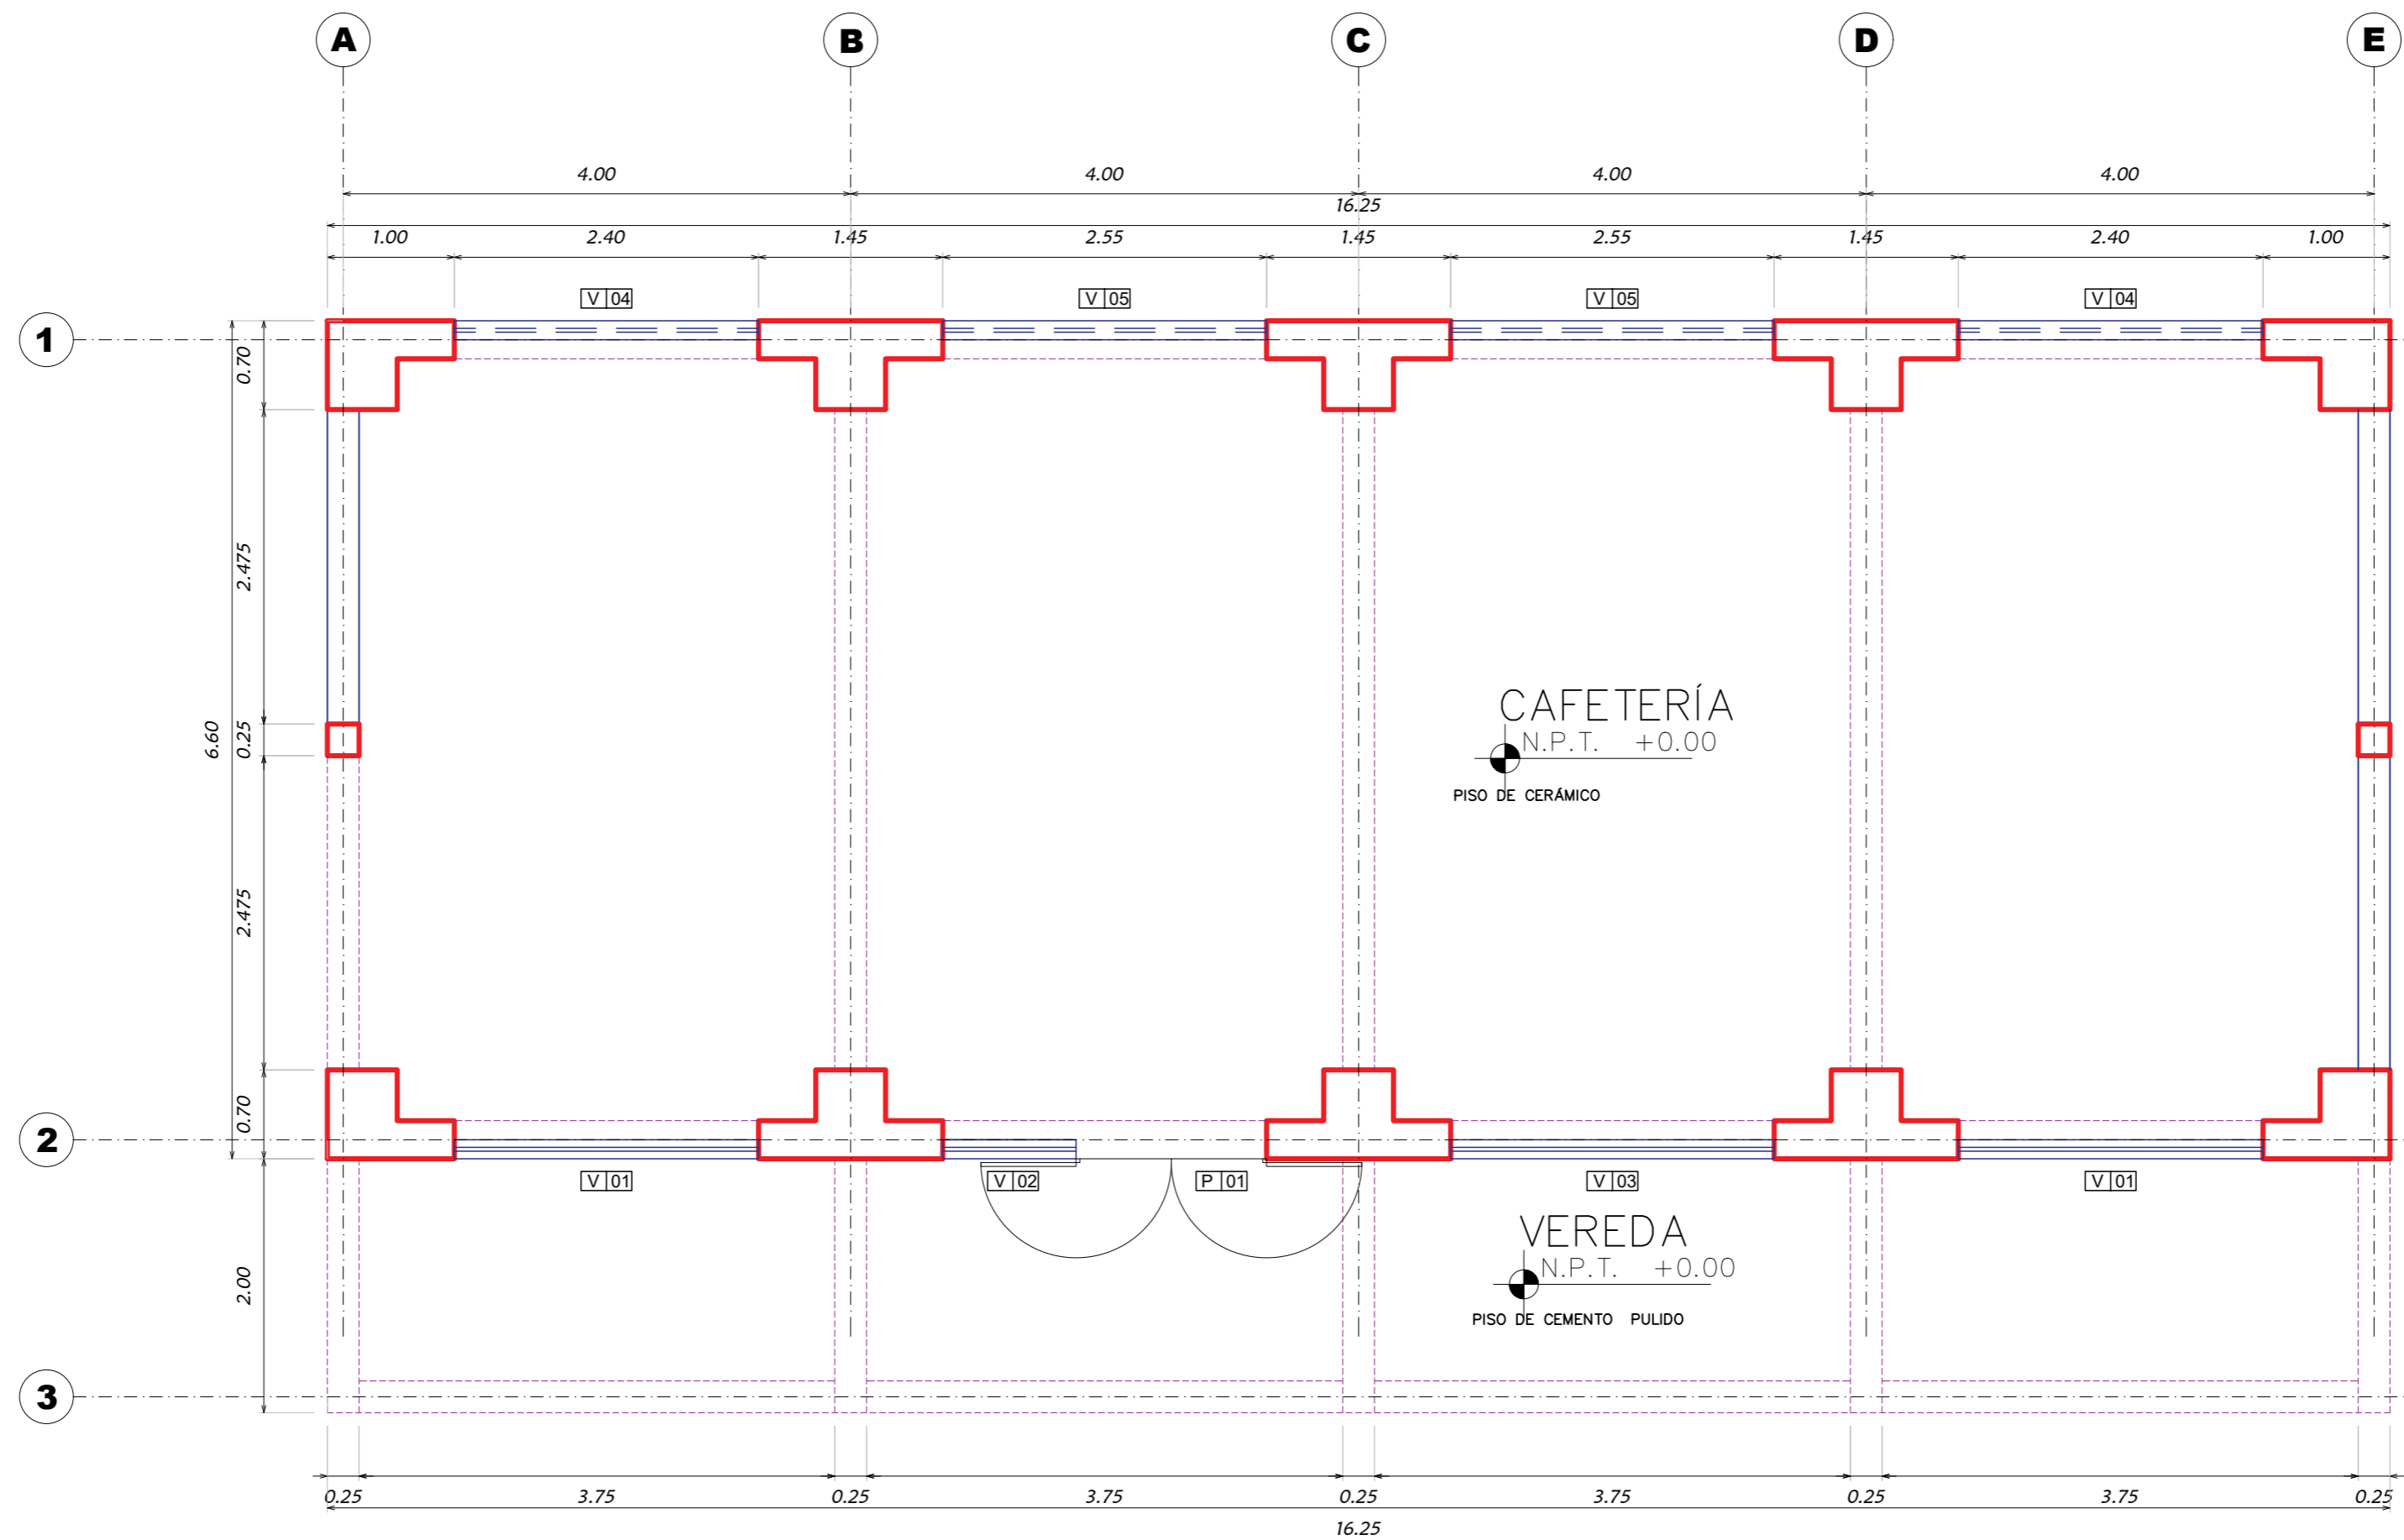 A B C D E
4.00 4.00 4.00 4.00
16.25
1.00 2.40 1.45 2.55 1.45 2.55 1.45 2.40 1.00
V 04 V 05 V 05 V 04
1
0.70
2.475
6.60 0.25
CAFETERÍA
N.P.T. +0.00
PISO DE CERÁMICO
2.475
0.70
2
V 01 V 02 P 01 V 03 V 01
VEREDA
N.P.T. +0.00
PISO DE CEMENTO PULIDO
2.00
3
0.25 3.75 0.25 3.75 0.25 3.75 0.25 3.75 0.25
16.25